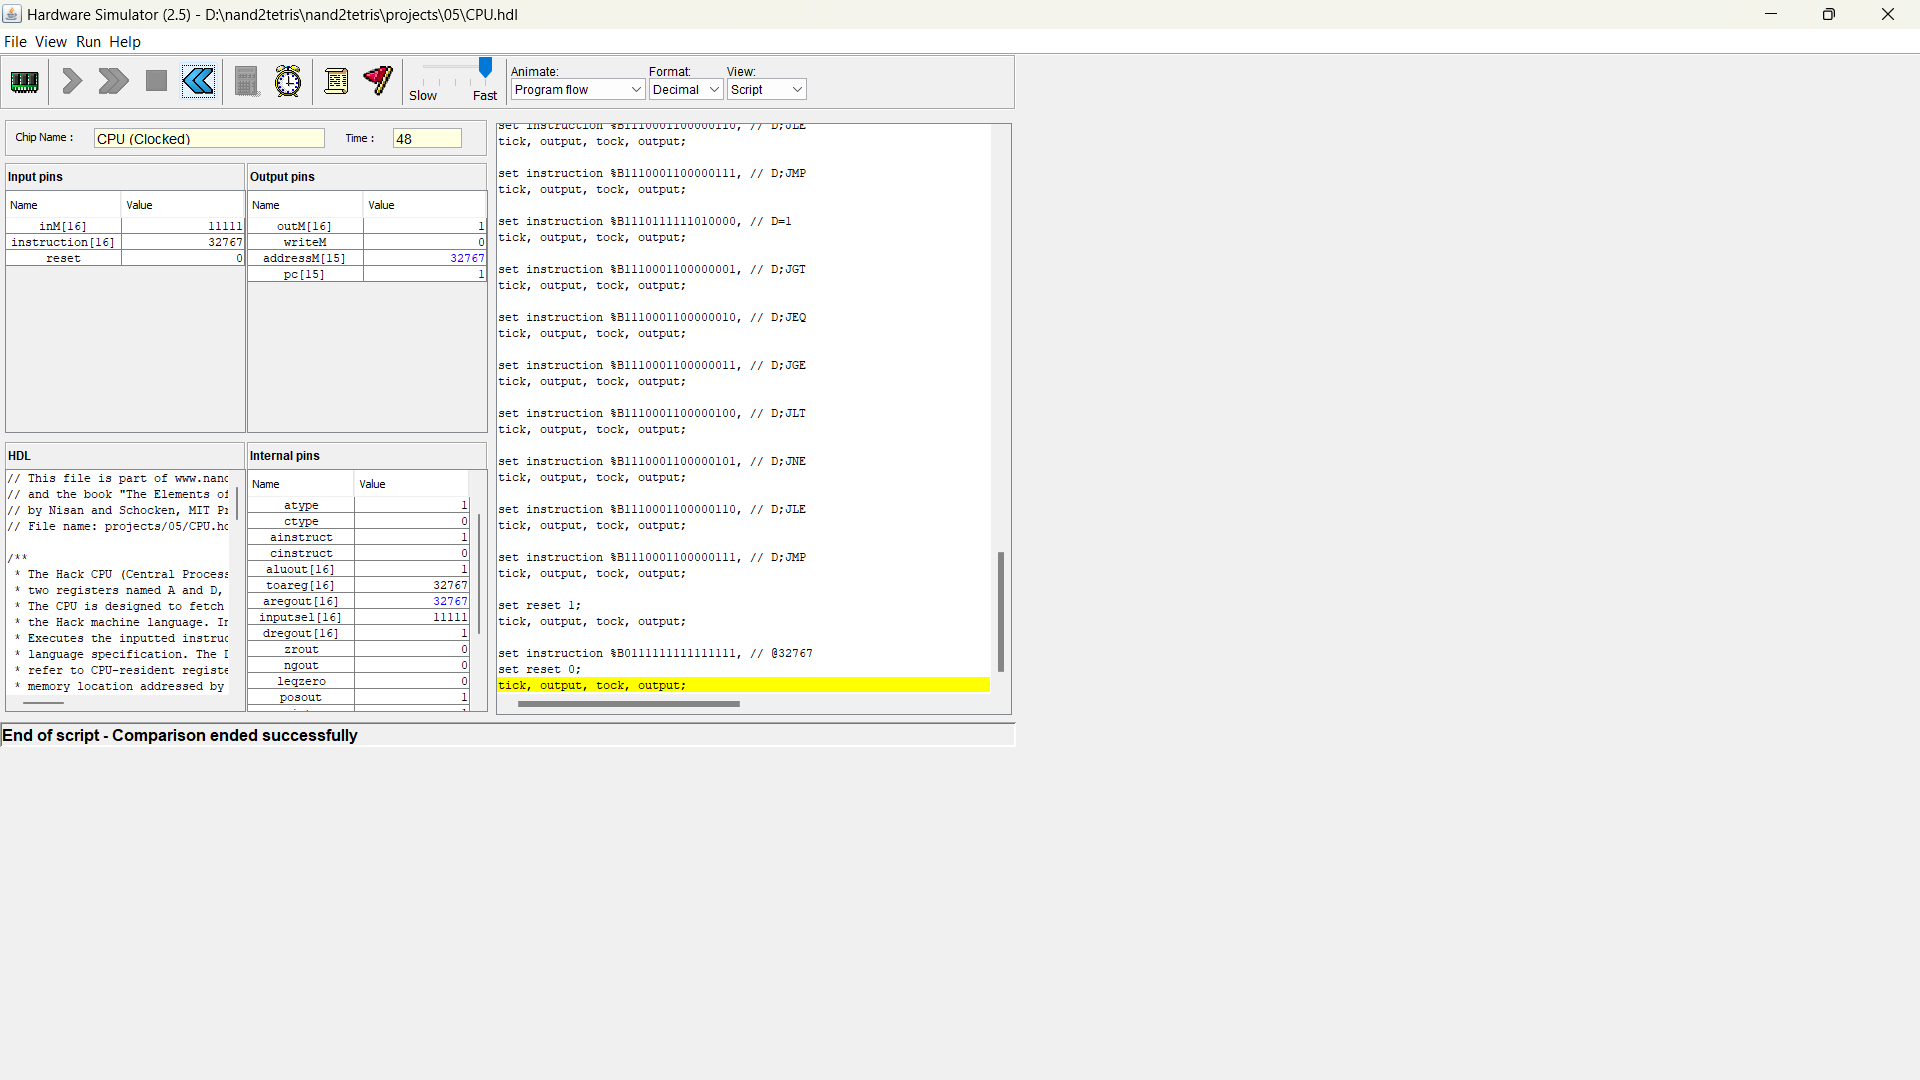 Hardware Simulator (2.5) - D:\nand2tetris\nand2tetris\projects\05\CPU.hdl
File View Run Help
Slow Fast
Animate: Format: View:
Program flow Decimal Script
Chip Name : CPU (Clocked) Time : 48
Input pins
Name Value
inM[16] 11111
instruction[16] 32767
reset 0
Output pins
Name Value
outM[16] 1
writeM 0
addressM[15] 32767
pc[15] 1
HDL
// This file is part of www.nand
// and the book "The Elements of
// by Nisan and Schocken, MIT Pr
// File name: projects/05/CPU.hd
/**
* The Hack CPU (Central Process
* two registers named A and D,
* The CPU is designed to fetch
* the Hack machine language. In
* Executes the inputted instruc
* language specification. The D
* refer to CPU-resident registe
* memory location addressed by
Internal pins
Name Value
atype 1
ctype 0
ainstruct 1
cinstruct 0
aluout[16] 1
toareg[16] 32767
aregout[16] 32767
inputsel[16] 11111
dregout[16] 1
zrout 0
ngout 0
leqzero 0
posout 1
set instruction %B1110001100000110, // D;JLE
tick, output, tock, output;
set instruction %B1110001100000111, // D;JMP
tick, output, tock, output;
set instruction %B1110111111010000, // D=1
tick, output, tock, output;
set instruction %B1110001100000001, // D;JGT
tick, output, tock, output;
set instruction %B1110001100000010, // D;JEQ
tick, output, tock, output;
set instruction %B1110001100000011, // D;JGE
tick, output, tock, output;
set instruction %B1110001100000100, // D;JLT
tick, output, tock, output;
set instruction %B1110001100000101, // D;JNE
tick, output, tock, output;
set instruction %B1110001100000110, // D;JLE
tick, output, tock, output;
set instruction %B1110001100000111, // D;JMP
tick, output, tock, output;
set reset 1;
tick, output, tock, output;
set instruction %B0111111111111111, // @32767
set reset 0;
tick, output, tock, output;
End of script - Comparison ended successfully